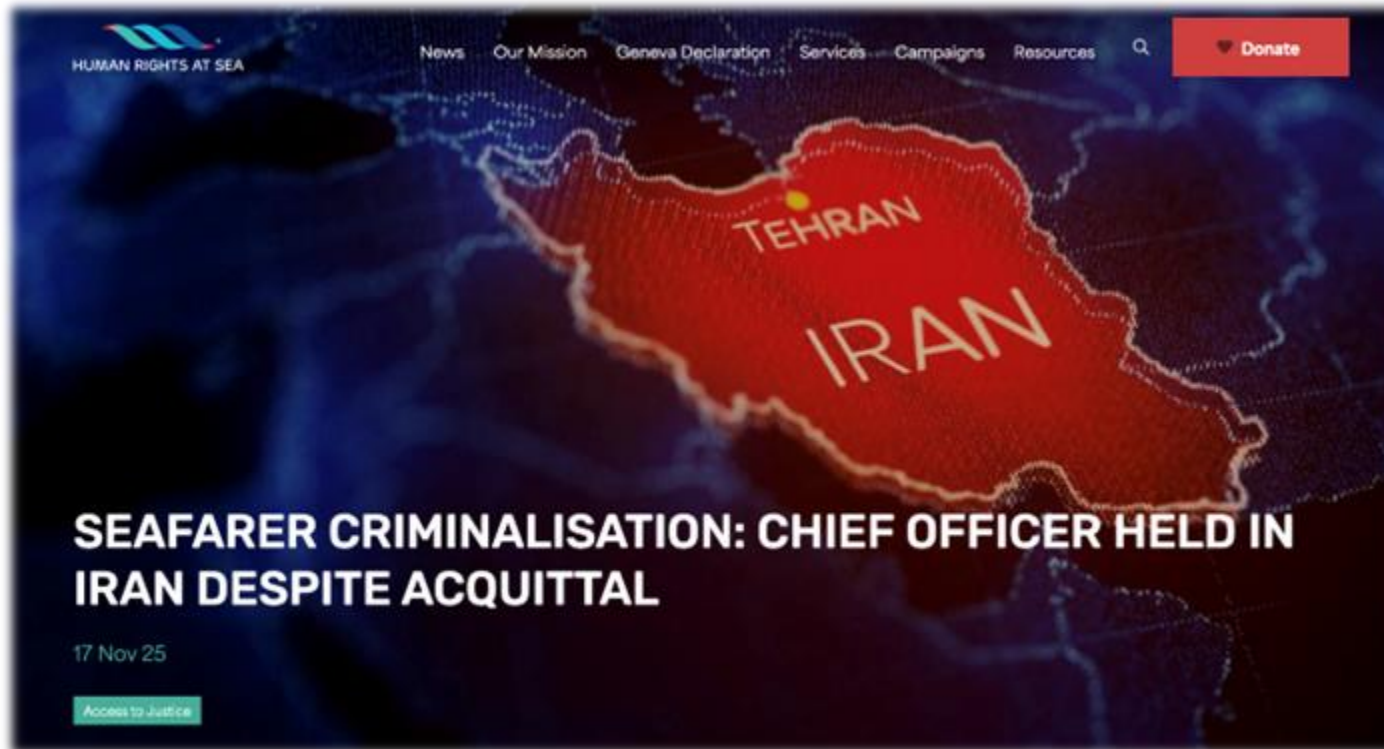 HUMAN RIGHTS AT SEA
News Our Mission Geneva Declaration Services Campaigns Resources Donate
TEHRAN
IRAN
SEAFARER CRIMINALISATION: CHIEF OFFICER HELD IN
IRAN DESPITE ACQUITTAL
17 Nov 25
Access to Justice